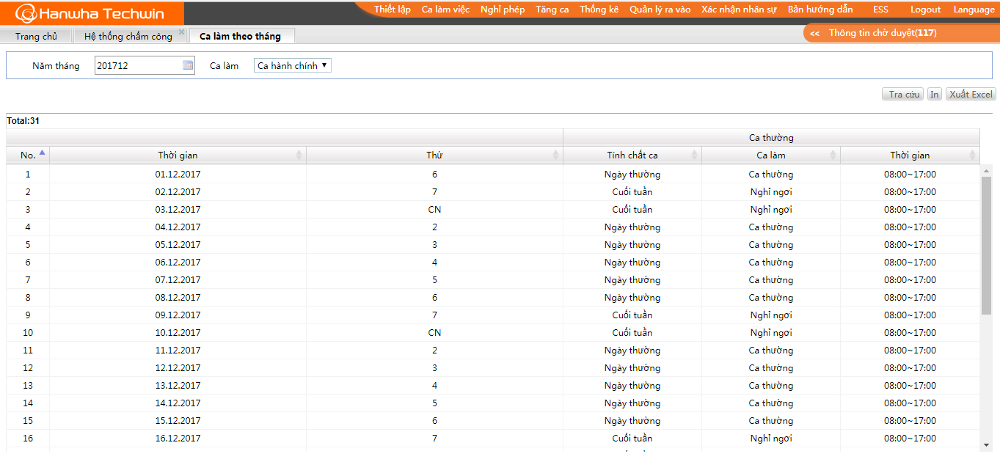 Hanwha Techwin
Thiết lập Ca làm việc Nghỉ phép Tăng ca Thống kê Quản lý ra vào Xác nhận nhân sự Bản hướng dẫn ESS Logout Language
Trang chủ Hệ thống chấm công Ca làm theo tháng
<< Thông tin chờ duyệt(117)
Năm tháng 201712 Ca làm Ca hành chính
Tra cứu In Xuất Excel
Total:31
Ca thường
No. Thời gian Thứ Tính chất ca Ca làm Thời gian
1 01.12.2017 6 Ngày thường Ca thường 08:00~17:00
2 02.12.2017 7 Cuối tuần Nghỉ ngơi 08:00~17:00
3 03.12.2017 CN Cuối tuần Nghỉ ngơi 08:00~17:00
4 04.12.2017 2 Ngày thường Ca thường 08:00~17:00
5 05.12.2017 3 Ngày thường Ca thường 08:00~17:00
6 06.12.2017 4 Ngày thường Ca thường 08:00~17:00
7 07.12.2017 5 Ngày thường Ca thường 08:00~17:00
8 08.12.2017 6 Ngày thường Ca thường 08:00~17:00
9 09.12.2017 7 Cuối tuần Nghỉ ngơi 08:00~17:00
10 10.12.2017 CN Cuối tuần Nghỉ ngơi 08:00~17:00
11 11.12.2017 2 Ngày thường Ca thường 08:00~17:00
12 12.12.2017 3 Ngày thường Ca thường 08:00~17:00
13 13.12.2017 4 Ngày thường Ca thường 08:00~17:00
14 14.12.2017 5 Ngày thường Ca thường 08:00~17:00
15 15.12.2017 6 Ngày thường Ca thường 08:00~17:00
16 16.12.2017 7 Cuối tuần Nghỉ ngơi 08:00~17:00